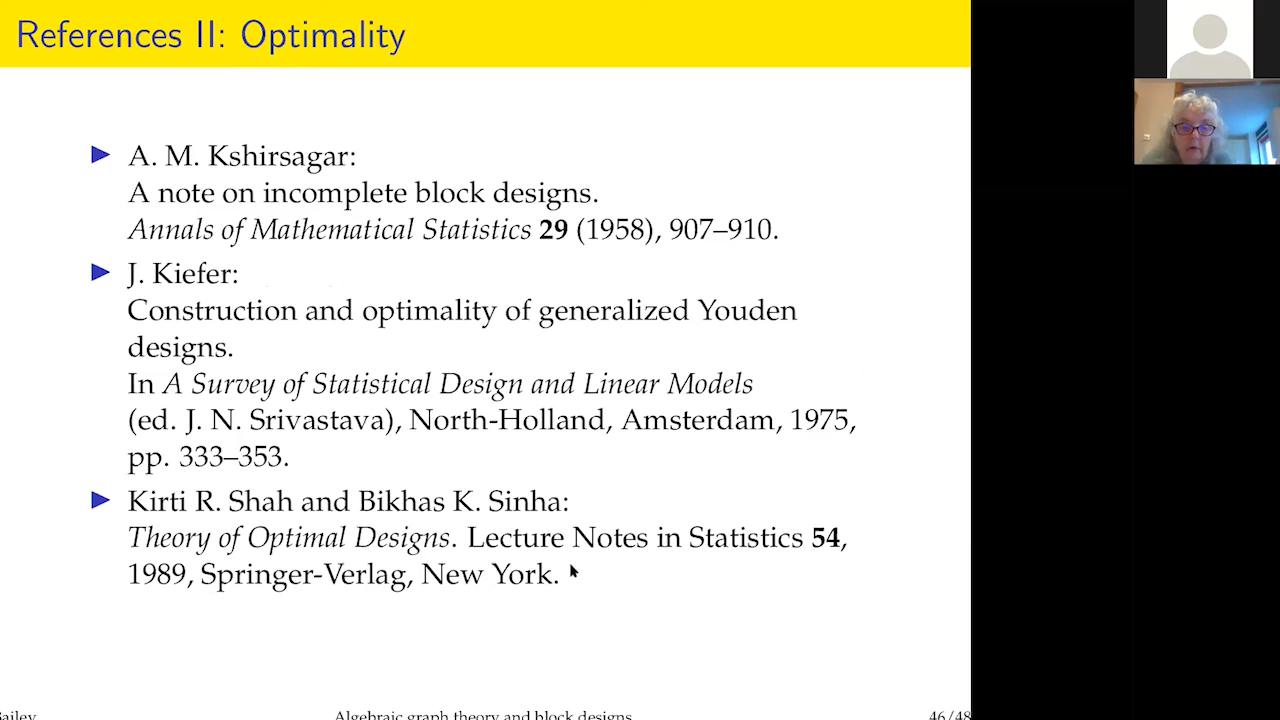 References II: Optimality
A. M. Kshirsagar:
A note on incomplete block designs.
Annals of Mathematical Statistics 29 (1958), 907–910.
J. Kiefer:
Construction and optimality of generalized Youden
designs.
In A Survey of Statistical Design and Linear Models
(ed. J. N. Srivastava), North-Holland, Amsterdam, 1975,
pp. 333–353.
Kirti R. Shah and Bikhas K. Sinha:
Theory of Optimal Designs. Lecture Notes in Statistics 54,
1989, Springer-Verlag, New York.
Bailey
Algebraic graph theory and block designs
46/48